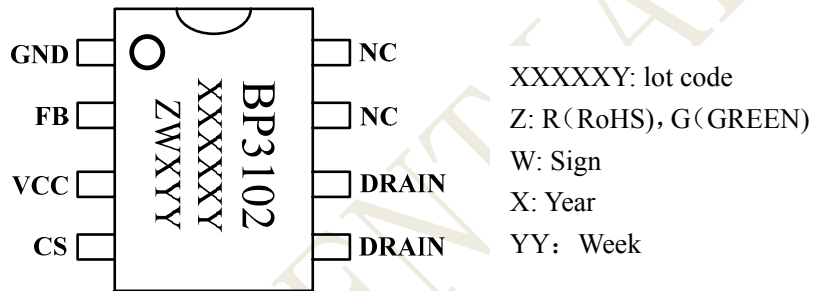 GND
FB
VCC
CS
BP3102
XXXXXXY
ZWXYY
NC
NC
DRAIN
DRAIN
XXXXXY: lot code
Z: R（RoHS）, G（GREEN）
W: Sign
X: Year
YY： Week